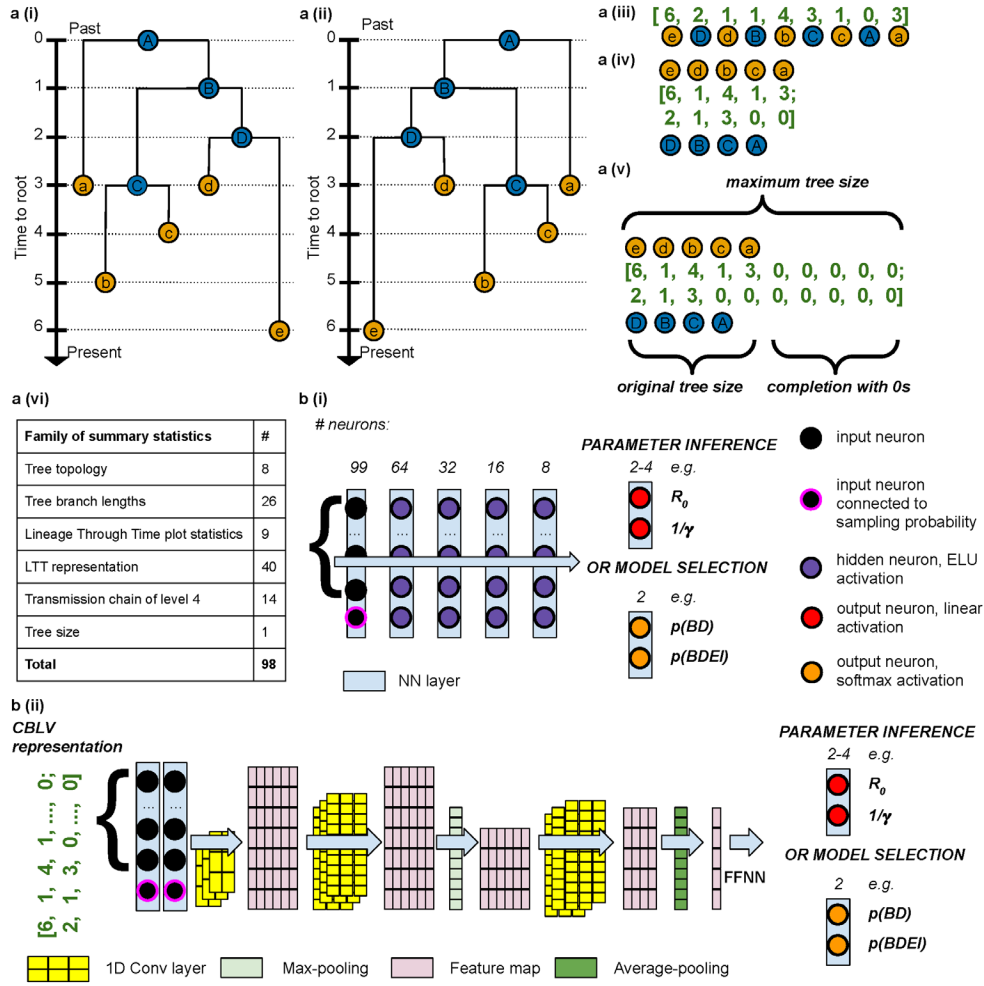 a (i)
Past
0
1
2
3
4
5
6
Time to root
A
B
D
a
C
d
c
b
e
Present
a (ii)
Past
0
1
2
3
4
5
6
Time to root
A
B
D
d
C
a
c
b
e
Present
a (iii)
[ 6, 2, 1, 1, 4, 3, 1, 0, 3]
e D d B b C c A a
a (iv)
e d b c a
[6, 1, 4, 1, 3;
2, 1, 3, 0, 0]
D B C A
a (v)
maximum tree size
e d b c a
[6, 1, 4, 1, 3, 0, 0, 0, 0, 0;
2, 1, 3, 0, 0, 0, 0, 0, 0, 0]
D B C A
original tree size
completion with 0s
a (vi)
Family of summary statistics #
Tree topology 8
Tree branch lengths 26
Lineage Through Time plot statistics 9
LTT representation 40
Transmission chain of level 4 14
Tree size 1
Total 98
b (i)
# neurons:
99 64 32 16 8
... ... ... ... ...
NN layer
PARAMETER INFERENCE
2-4 e.g.
R0
1/γ
OR MODEL SELECTION
2 e.g.
p(BD)
p(BDEI)
input neuron
input neuron
connected to
sampling probability
hidden neuron, ELU
activation
output neuron, linear
activation
output neuron,
softmax activation
b (ii)
CBLV
representation
[6, 1, 4, 1, ..., 0;
2, 1, 3, 0, ..., 0]
... ...
FFNN
PARAMETER INFERENCE
2-4 e.g.
R0
1/γ
OR MODEL SELECTION
2 e.g.
p(BD)
p(BDEI)
1D Conv layer
Max-pooling
Feature map
Average-pooling